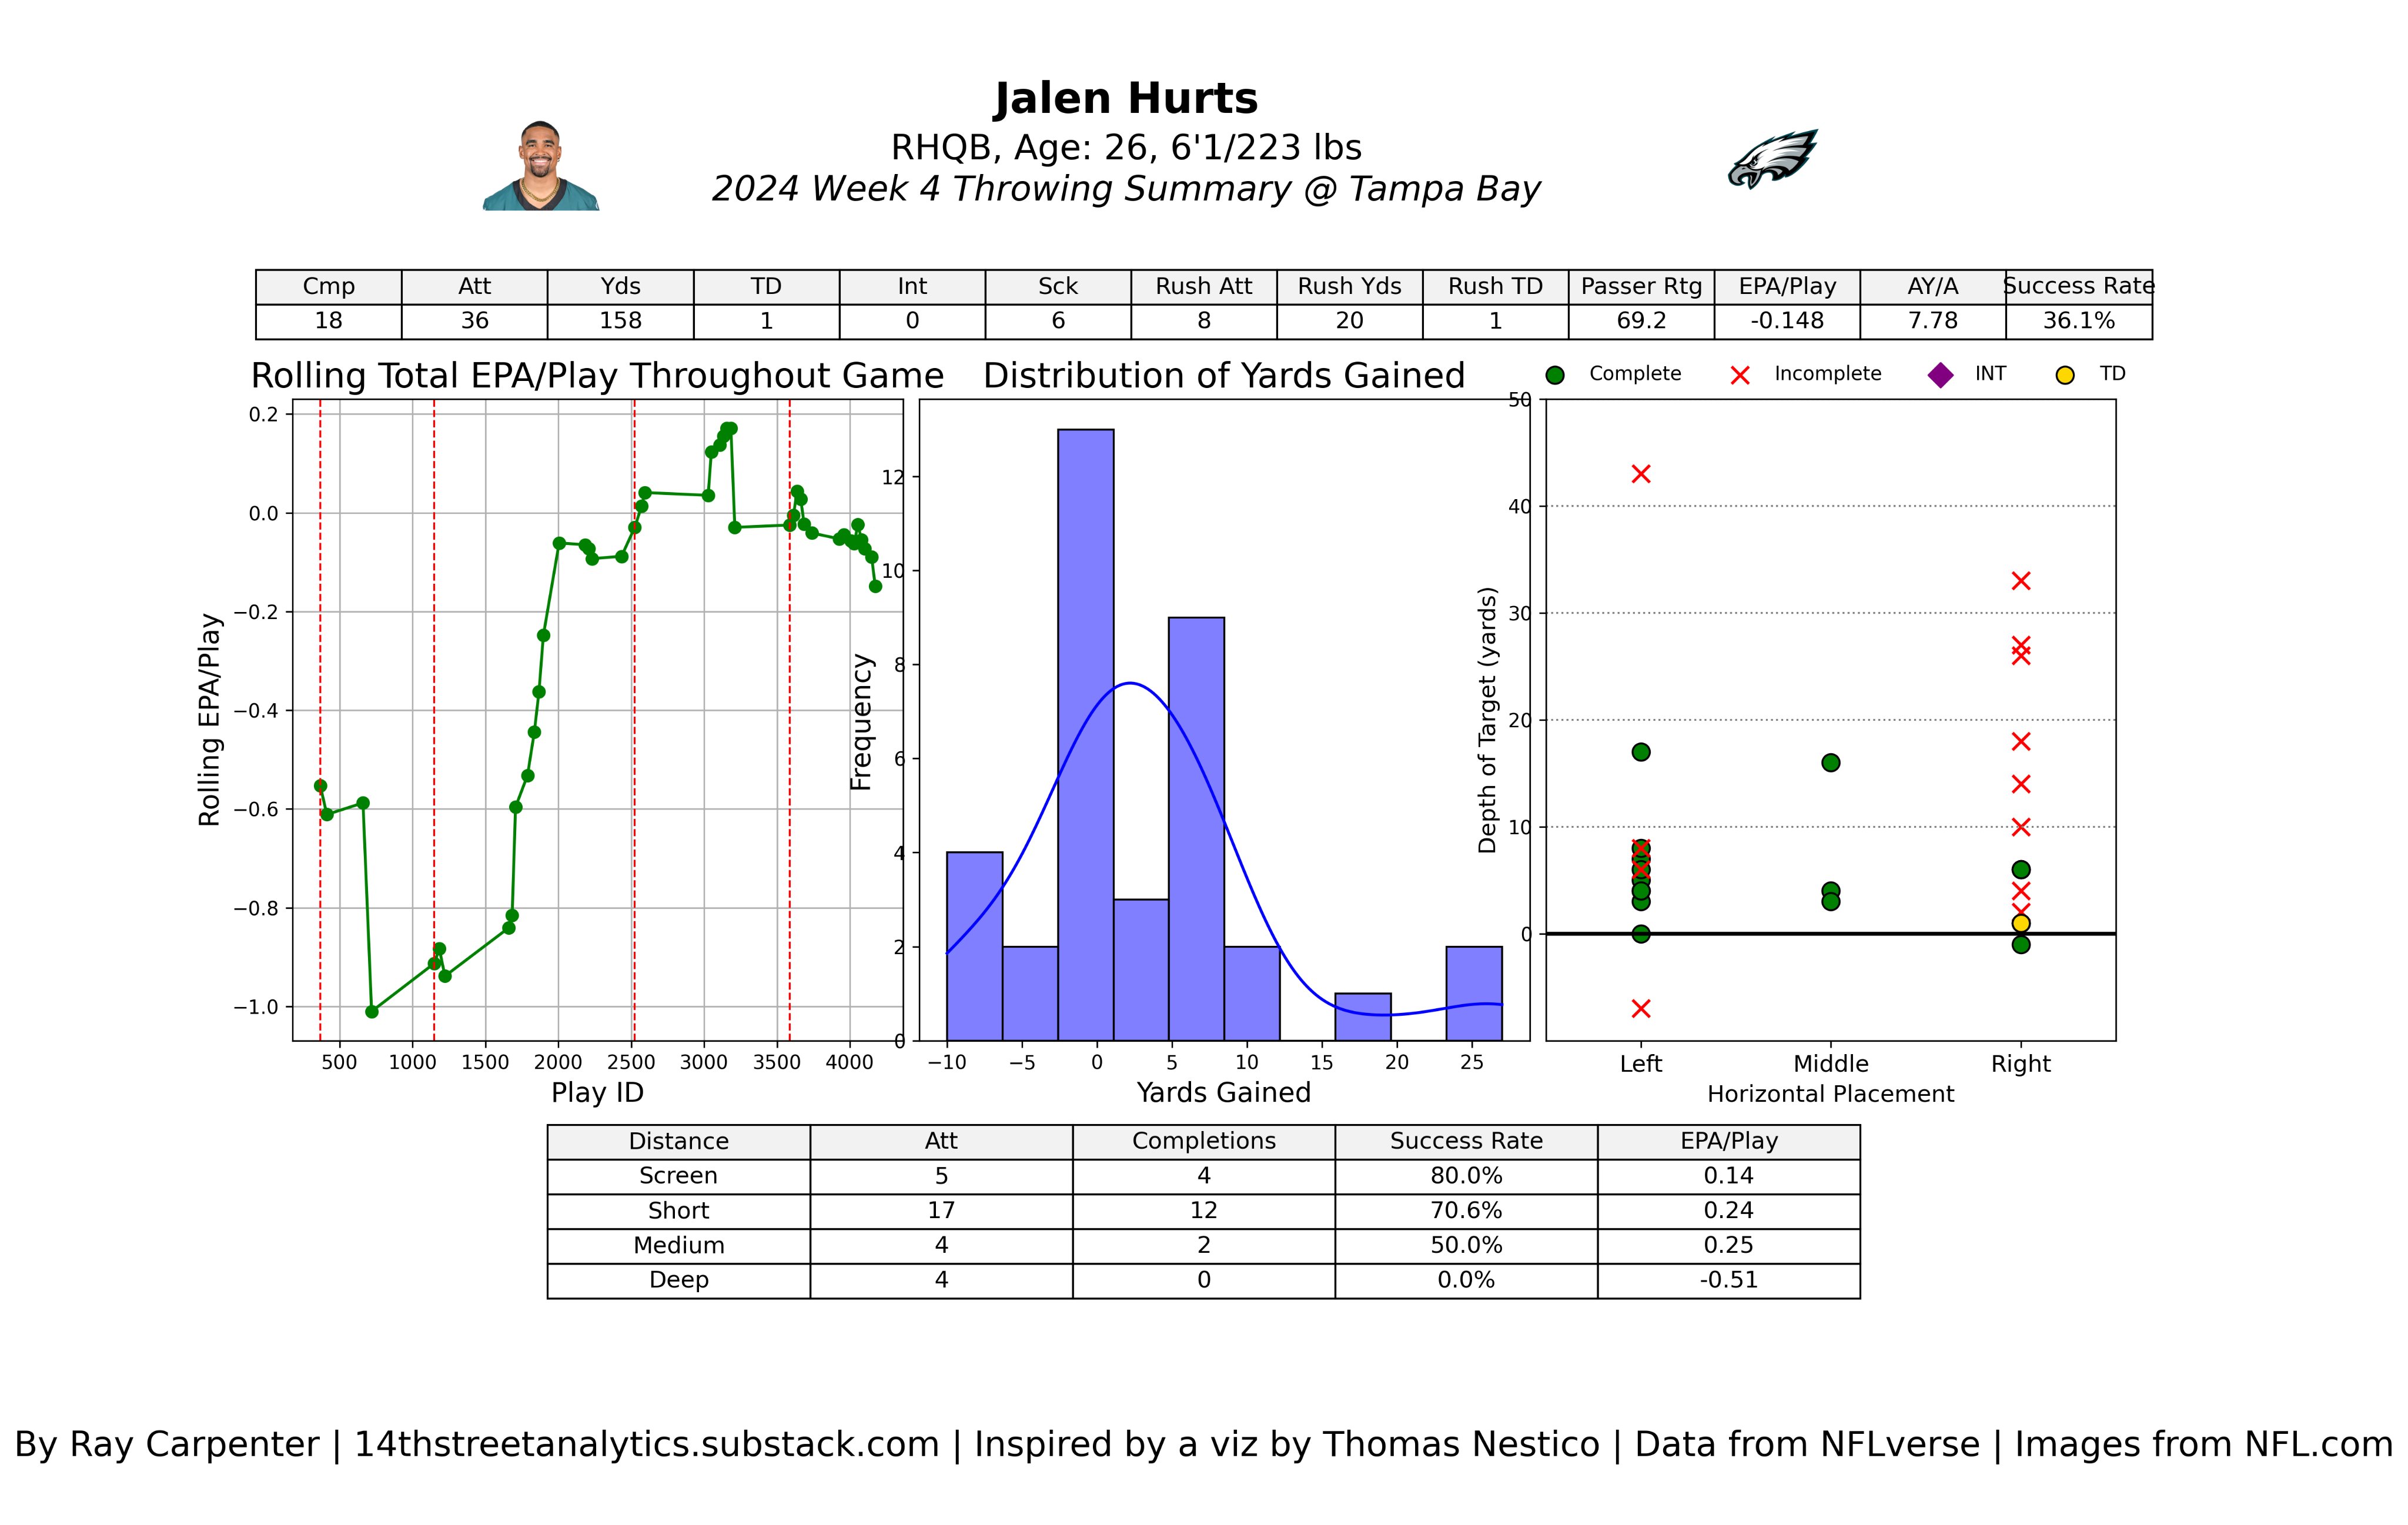 Jalen Hurts
RHQB, Age: 26, 6'1/223 lbs
2024 Week 4 Throwing Summary @ Tampa Bay
Cmp Att Yds TD Int Sck Rush Att Rush Yds Rush TD Passer Rtg EPA/Play AY/A Success Rate
18 36 158 1 0 6 8 20 1 69.2 -0.148 7.78 36.1%
Rolling Total EPA/Play Throughout Game
Rolling EPA/Play
0.2
0.0
−0.2
−0.4
−0.6
−0.8
−1.0
500 1000 1500 2000 2500 3000 3500 4000
Play ID
Distribution of Yards Gained
Frequency
12
10
8
6
4
2
0
−10 −5 0 5 10 15 20 25
Yards Gained
Complete Incomplete INT TD
Depth of Target (yards)
50
40
30
20
10
0
Left Middle Right
Horizontal Placement
Distance Att Completions Success Rate EPA/Play
Screen 5 4 80.0% 0.14
Short 17 12 70.6% 0.24
Medium 4 2 50.0% 0.25
Deep 4 0 0.0% -0.51
By Ray Carpenter | 14thstreetanalytics.substack.com | Inspired by a viz by Thomas Nestico | Data from NFLverse | Images from NFL.com